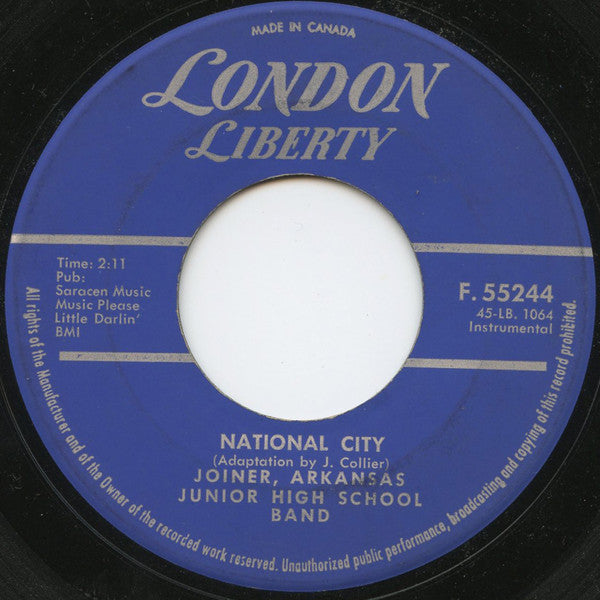 MADE IN CANADA
LONDON
LIBERTY
Time: 2:11
Pub:
Saracen Music
Music Please
Little Darlin'
BMI
F. 55244
45-LB. 1064
Instrumental
NATIONAL CITY
(Adaptation by J. Collier)
JOINER, ARKANSAS
JUNIOR HIGH SCHOOL
BAND
All rights of the Manufacturer and of the Owner of the recorded work reserved. Unauthorized public performance, broadcasting and copying of this record prohibited.